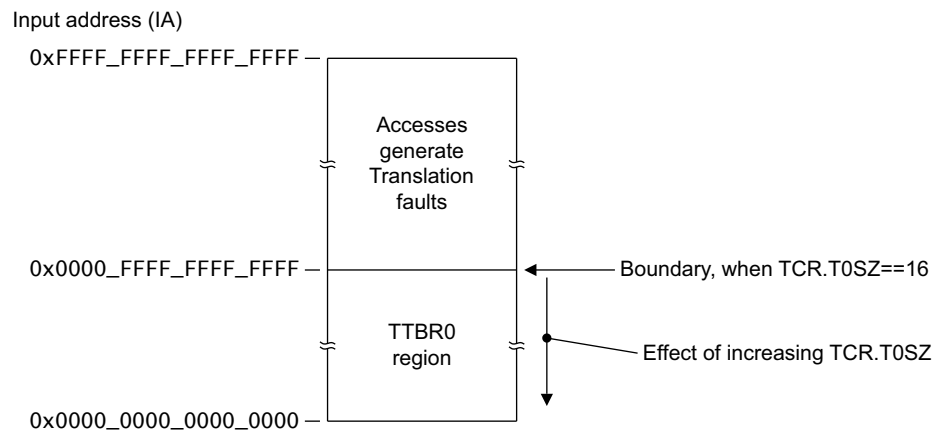 Input address (IA)
0xFFFF_FFFF_FFFF_FFFF
Accesses
generate
Translation
faults
0x0000_FFFF_FFFF_FFFF
Boundary, when TCR.T0SZ==16
TTBR0
region
Effect of increasing TCR.T0SZ
0x0000_0000_0000_0000